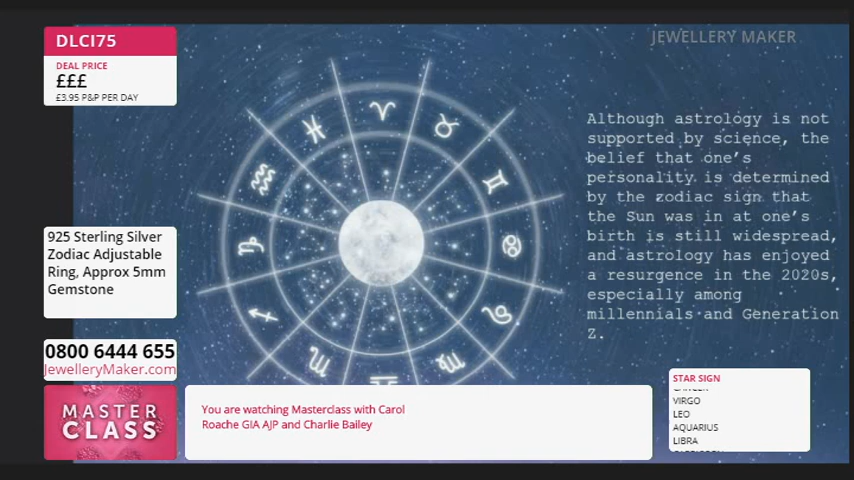 DLCI75
DEAL PRICE
£££
£3.95 P&P PER DAY
JEWELLERY MAKER
Although astrology is not
supported by science, the
belief that one's
personality is determined
by the zodiac sign that
the Sun was in at one's
birth is still widespread,
and astrology has enjoyed
a resurgence in the 2020s,
especially among
millennials and Generation
Z.
925 Sterling Silver
Zodiac Adjustable
Ring, Approx 5mm
Gemstone
0800 6444 655
JewelleryMaker.com
MASTER
CLASS
You are watching Masterclass with Carol
Roache GIA AJP and Charlie Bailey
STAR SIGN
CANCER
VIRGO
LEO
AQUARIUS
LIBRA